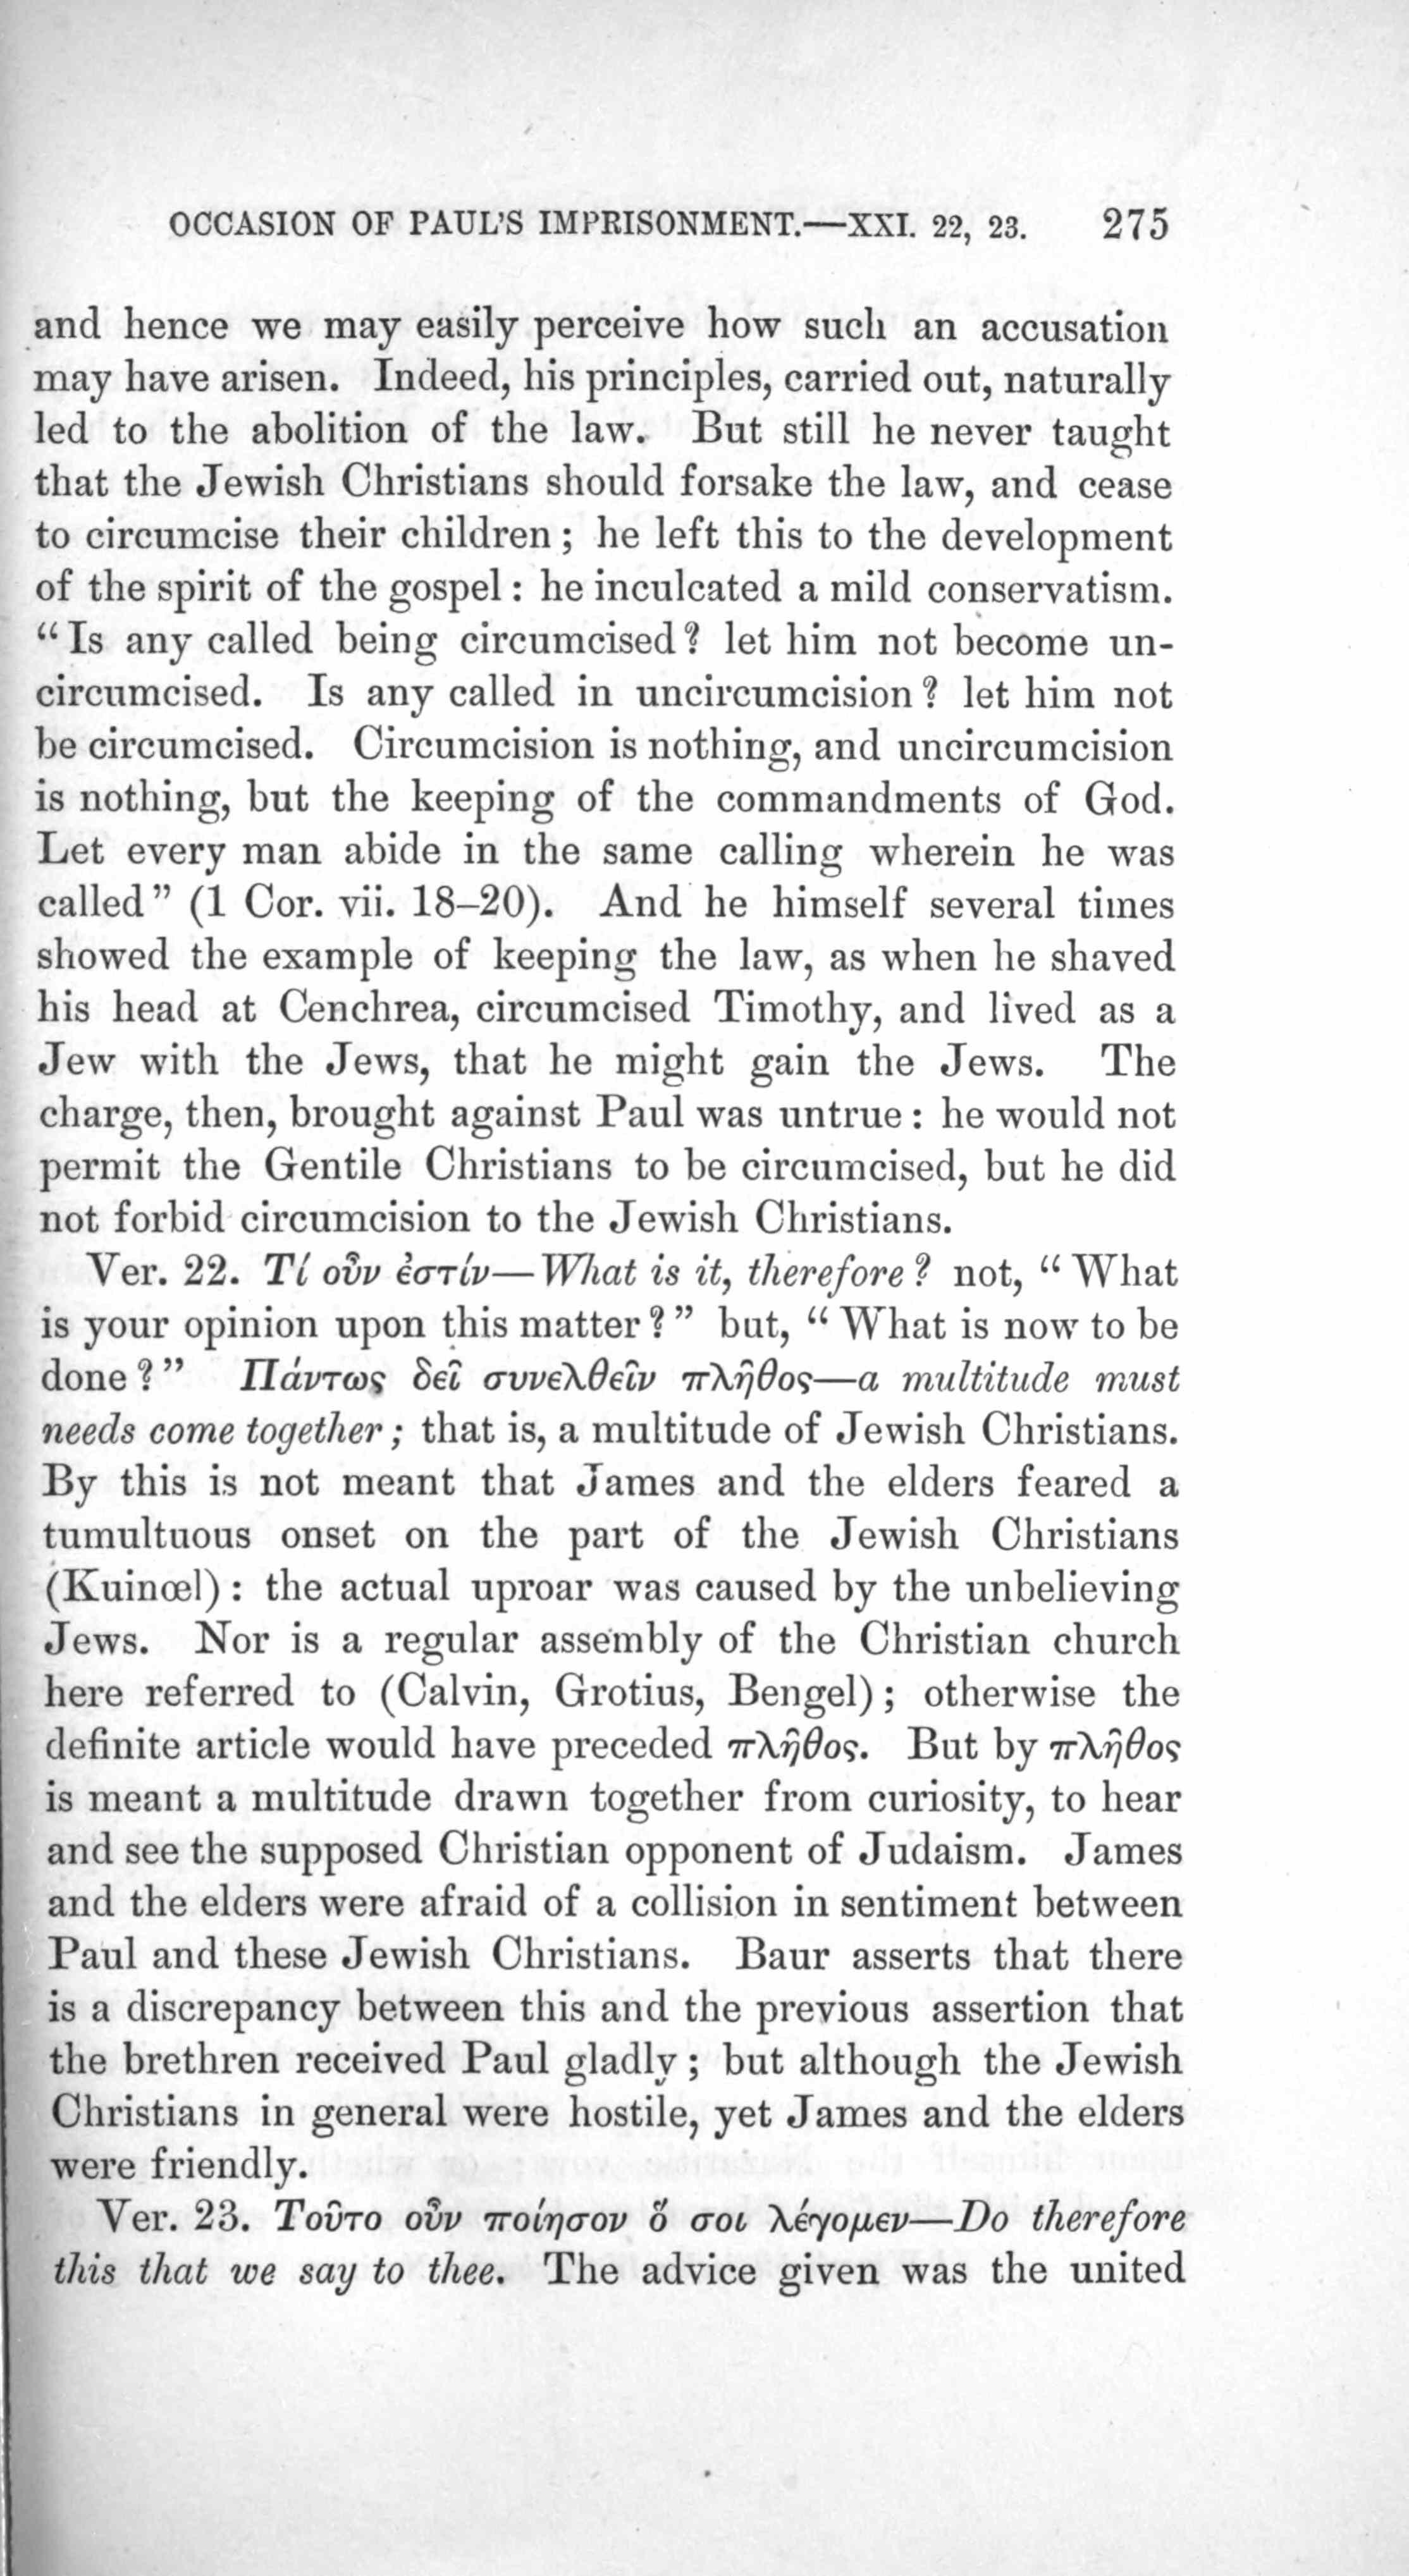 OCCASION OF PAUL'S IMPRISONMENT.—XXI. 22, 23. 275
and hence we may easily perceive how such an accusation
may have arisen. Indeed, his principles, carried out, naturally
led to the abolition of the law. But still he never taught
that the Jewish Christians should forsake the law, and cease
to circumcise their children; he left this to the development
of the spirit of the gospel: he inculcated a mild conservatism.
“Is any called being circumcised? let him not become un-
circumcised. Is any called in uncircumcision? let him not
be circumcised. Circumcision is nothing, and uncircumcision
is nothing, but the keeping of the commandments of God.
Let every man abide in the same calling wherein he was
called” (1 Cor. vii. 18–20). And he himself several times
showed the example of keeping the law, as when he shaved
his head at Cenchrea, circumcised Timothy, and lived as a
Jew with the Jews, that he might gain the Jews. The
charge, then, brought against Paul was untrue: he would not
permit the Gentile Christians to be circumcised, but he did
not forbid circumcision to the Jewish Christians.
Ver. 22. Τί οὖν ἐστίν—What is it, therefore? not, “What
is your opinion upon this matter?” but, “What is now to be
done?” Πάντως δεῖ συνελθεῖν πλῆθος—a multitude must
needs come together; that is, a multitude of Jewish Christians.
By this is not meant that James and the elders feared a
tumultuous onset on the part of the Jewish Christians
(Kuinœl): the actual uproar was caused by the unbelieving
Jews. Nor is a regular assembly of the Christian church
here referred to (Calvin, Grotius, Bengel); otherwise the
definite article would have preceded πλῆθος. But by πλῆθος
is meant a multitude drawn together from curiosity, to hear
and see the supposed Christian opponent of Judaism. James
and the elders were afraid of a collision in sentiment between
Paul and these Jewish Christians. Baur asserts that there
is a discrepancy between this and the previous assertion that
the brethren received Paul gladly; but although the Jewish
Christians in general were hostile, yet James and the elders
were friendly.
Ver. 23. Τοῦτο οὖν ποίησον ὅ σοι λέγομεν—Do therefore
this that we say to thee. The advice given was the united